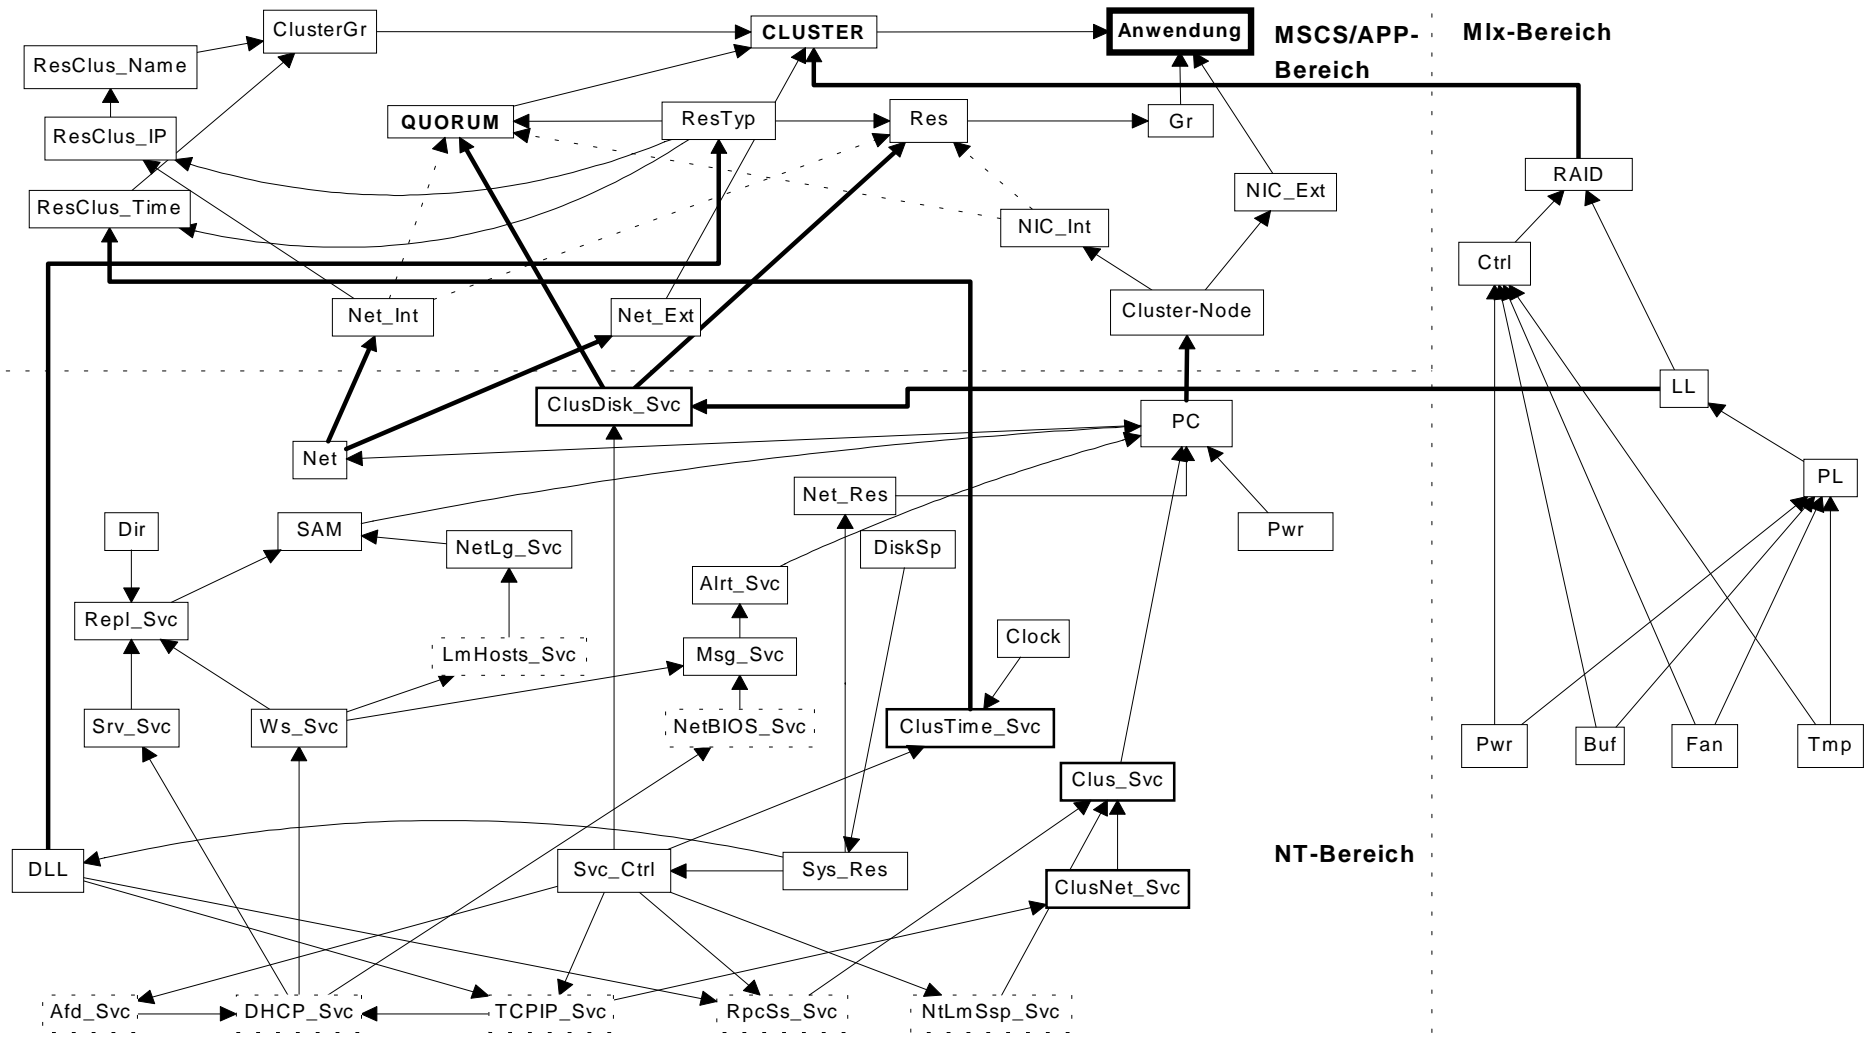 ClusterGr
CLUSTER
Anwendung
MSCS/APP-
Bereich
MIx-Bereich
ResClus_Name
QUORUM
ResTyp
Res
Gr
ResClus_IP
RAID
NIC_Ext
ResClus_Time
NIC_Int
Ctrl
Net_Int
Net_Ext
Cluster-Node
LL
ClusDisk_Svc
PC
Net
PL
Net_Res
Dir
SAM
Pwr
NetLg_Svc
DiskSp
Alrt_Svc
Repl_Svc
Clock
LmHosts_Svc
Msg_Svc
Srv_Svc
Ws_Svc
NetBIOS_Svc
ClusTime_Svc
Pwr
Buf
Fan
Tmp
Clus_Svc
NT-Bereich
DLL
Svc_Ctrl
Sys_Res
ClusNet_Svc
Afd_Svc
DHCP_Svc
TCPIP_Svc
RpcSs_Svc
NtLmSsp_Svc